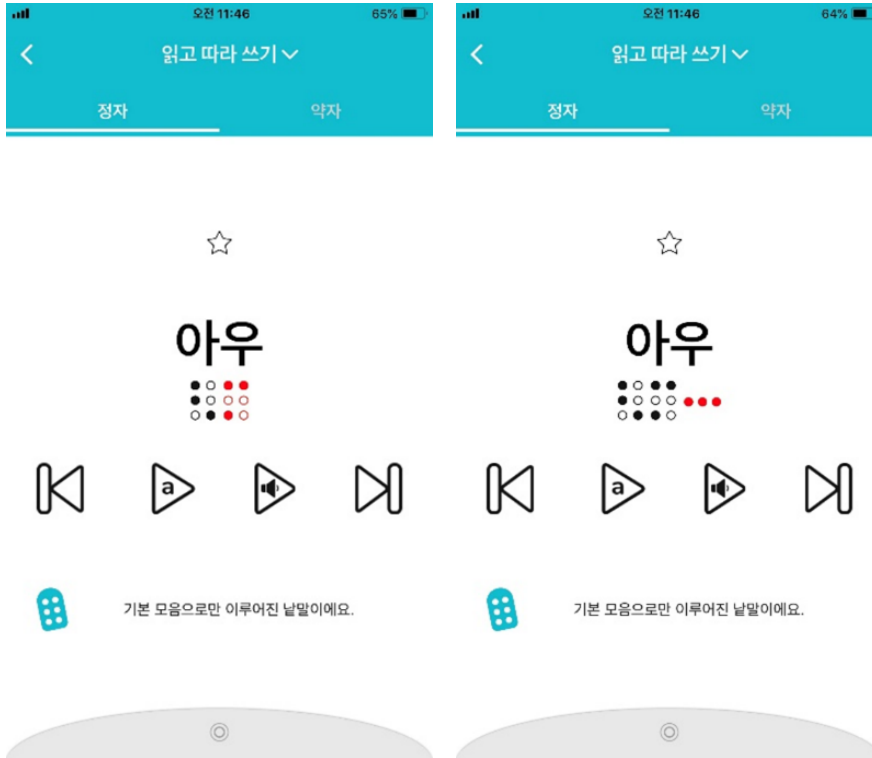 오전 11:46
65%
읽고 따라 쓰기
정자 약자
아우
a
기본 모음으로만 이루어진 낱말이에요.
오전 11:46
64%
읽고 따라 쓰기
정자 약자
아우
a
기본 모음으로만 이루어진 낱말이에요.